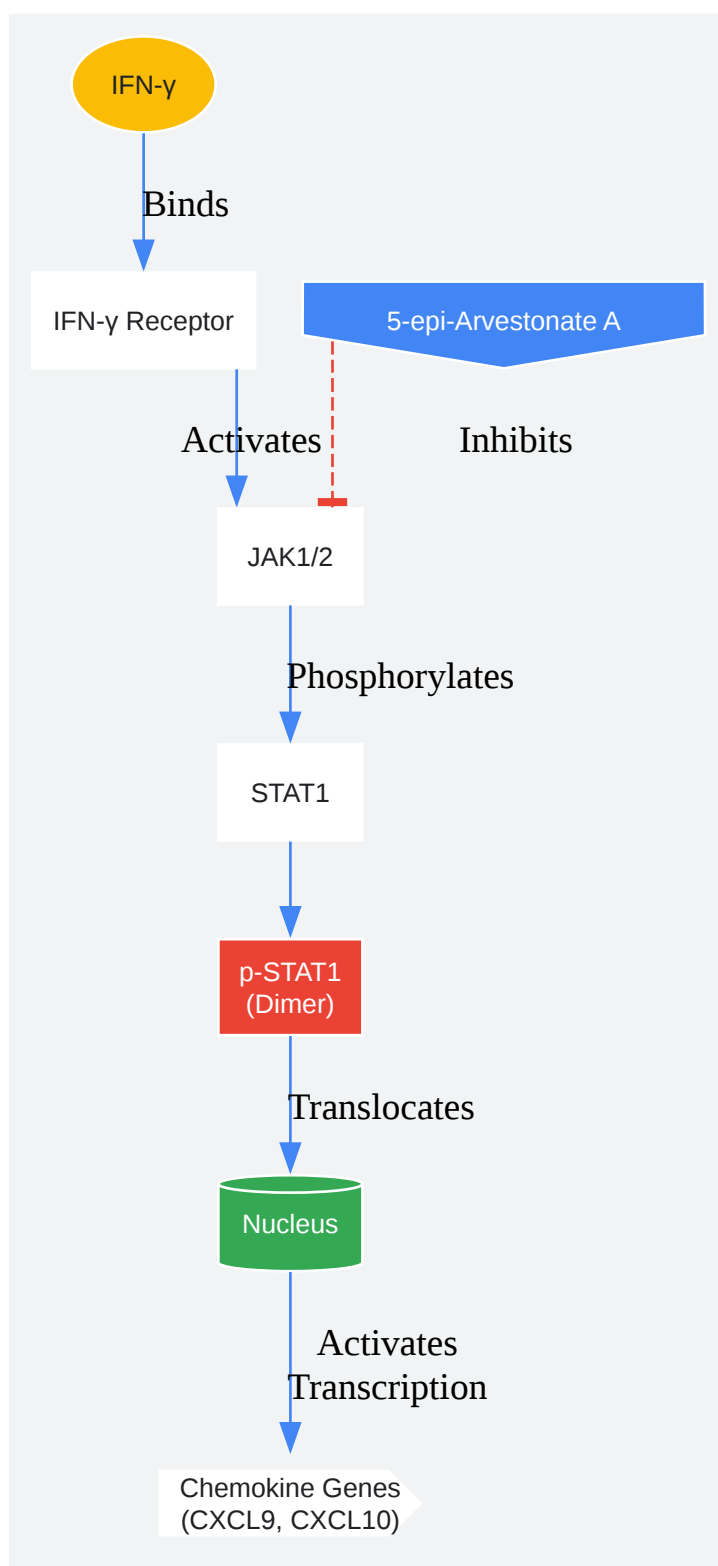 IFN-γ
Binds
IFN-γ Receptor
5-epi-Arvestonate A
Activates
Inhibits
JAK1/2
Phosphorylates
STAT1
p-STAT1
(Dimer)
Translocates
Nucleus
Activates
Transcription
Chemokine Genes
(CXCL9, CXCL10)